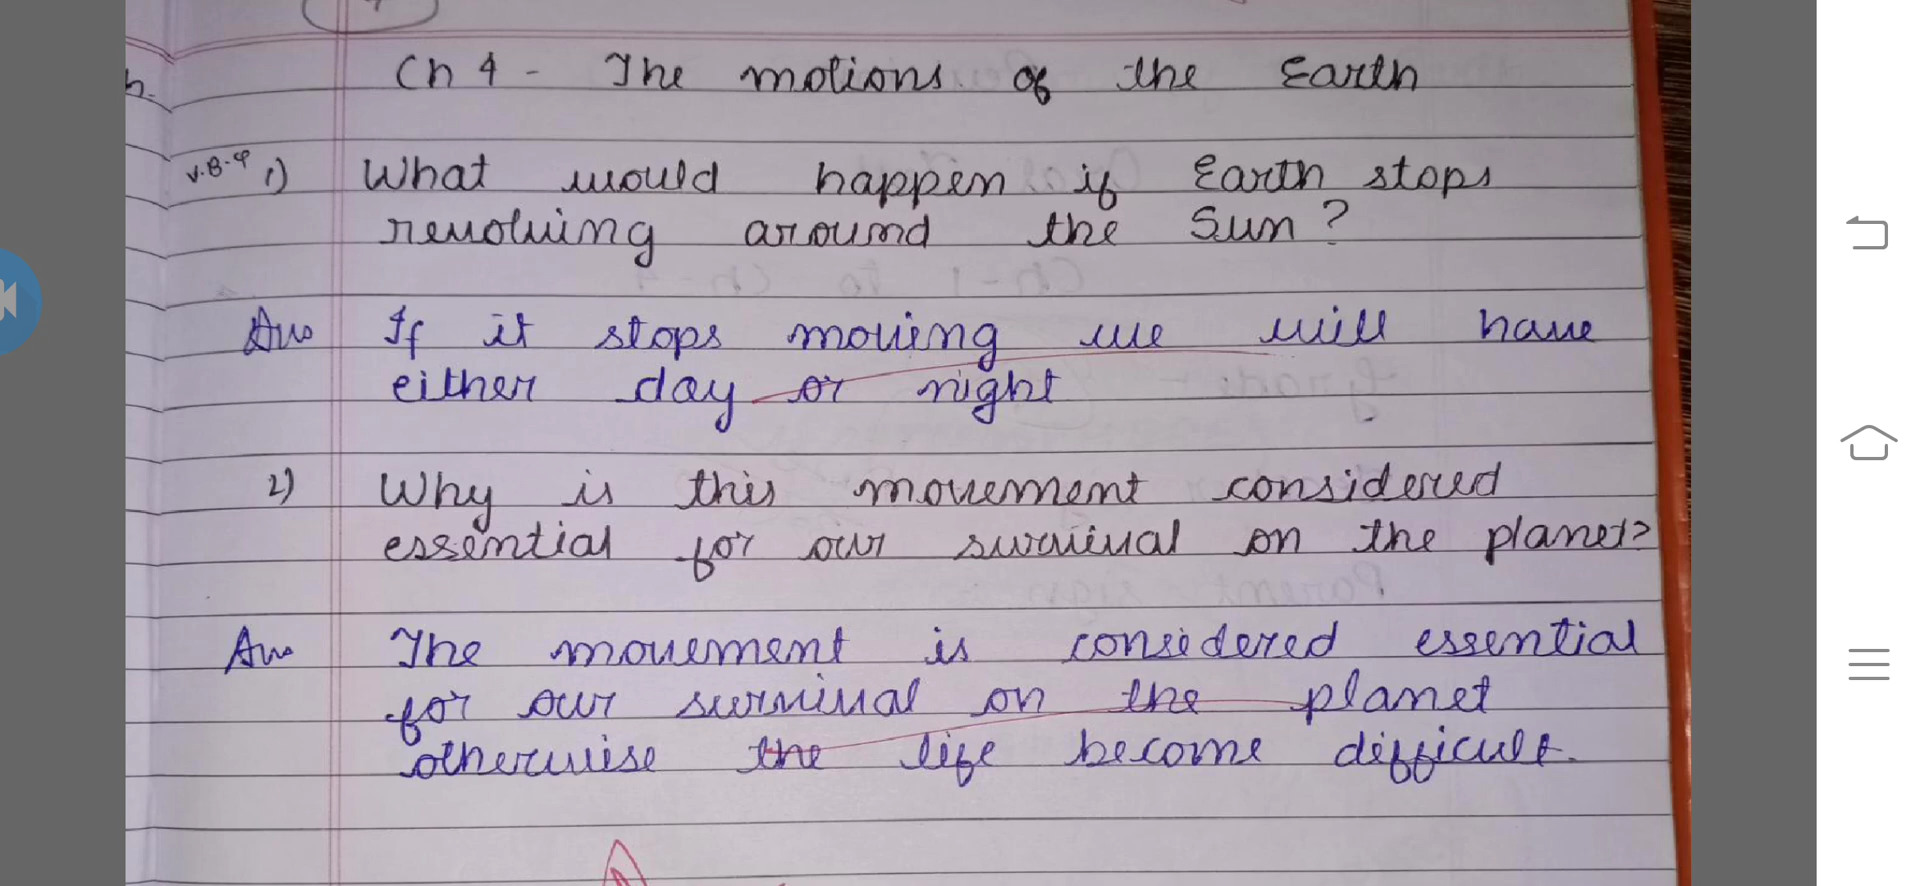 Ch 4 - The motions of the Earth
V.B.Q 1) What would happen if Earth stops
revolving around the Sun?
Ans If it stops moving we will have
either day or night
2) Why is this movement considered
essential for our survival on the planet?
Ans The movement is considered essential
for our survival on the planet
otherwise the life become difficult.